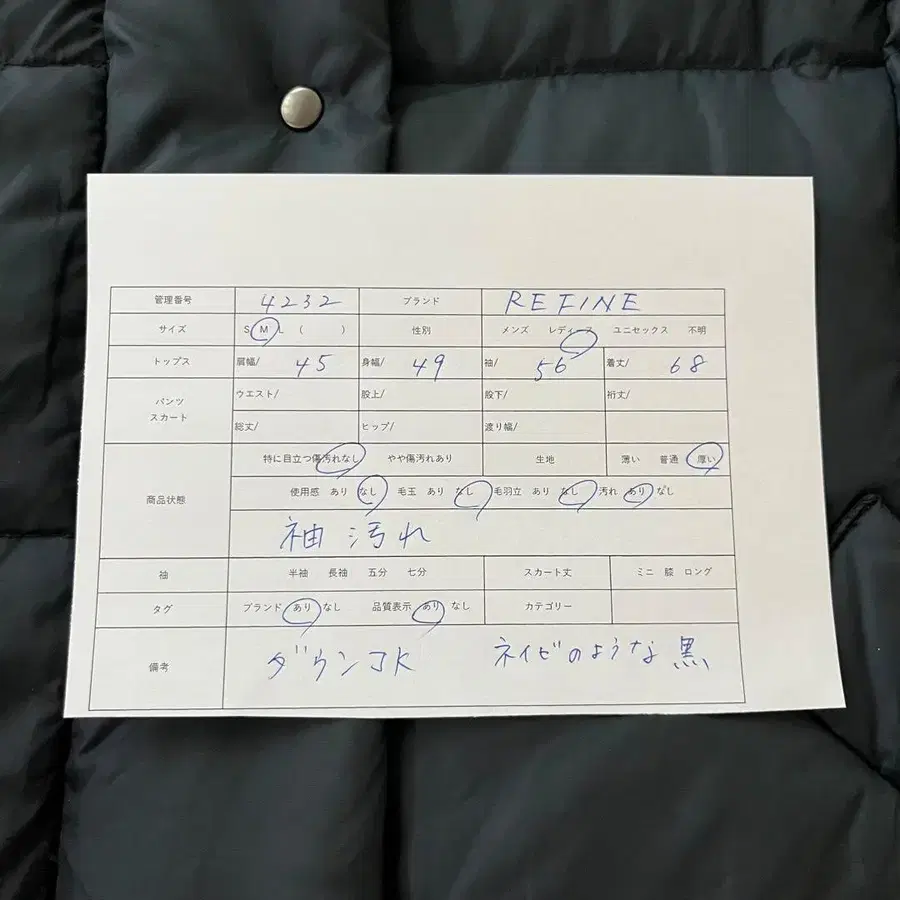 管理番号 4232 ブランド REFINE
サイズ S M L ( ) 性別 メンズ レディース ユニセックス 不明
トップス 肩幅/ 45 身幅/ 49 袖/ 56 着丈/ 68
パンツ スカート ウエスト/ 股上/ 股下/ 裄丈/
総丈/ ヒップ/ 渡り幅/
商品状態 特に目立つ傷汚れなし やや傷汚れあり 生地 薄い 普通 厚い
使用感 あり なし 毛玉 あり なし 毛羽立 あり なし 汚れ あり なし
袖 汚れ
袖 半袖 長袖 五分 七分 スカート丈 ミニ 膝 ロング
タグ ブランド あり なし 品質表示 あり なし カテゴリー
備考 ダウンJK ネイビのような黒